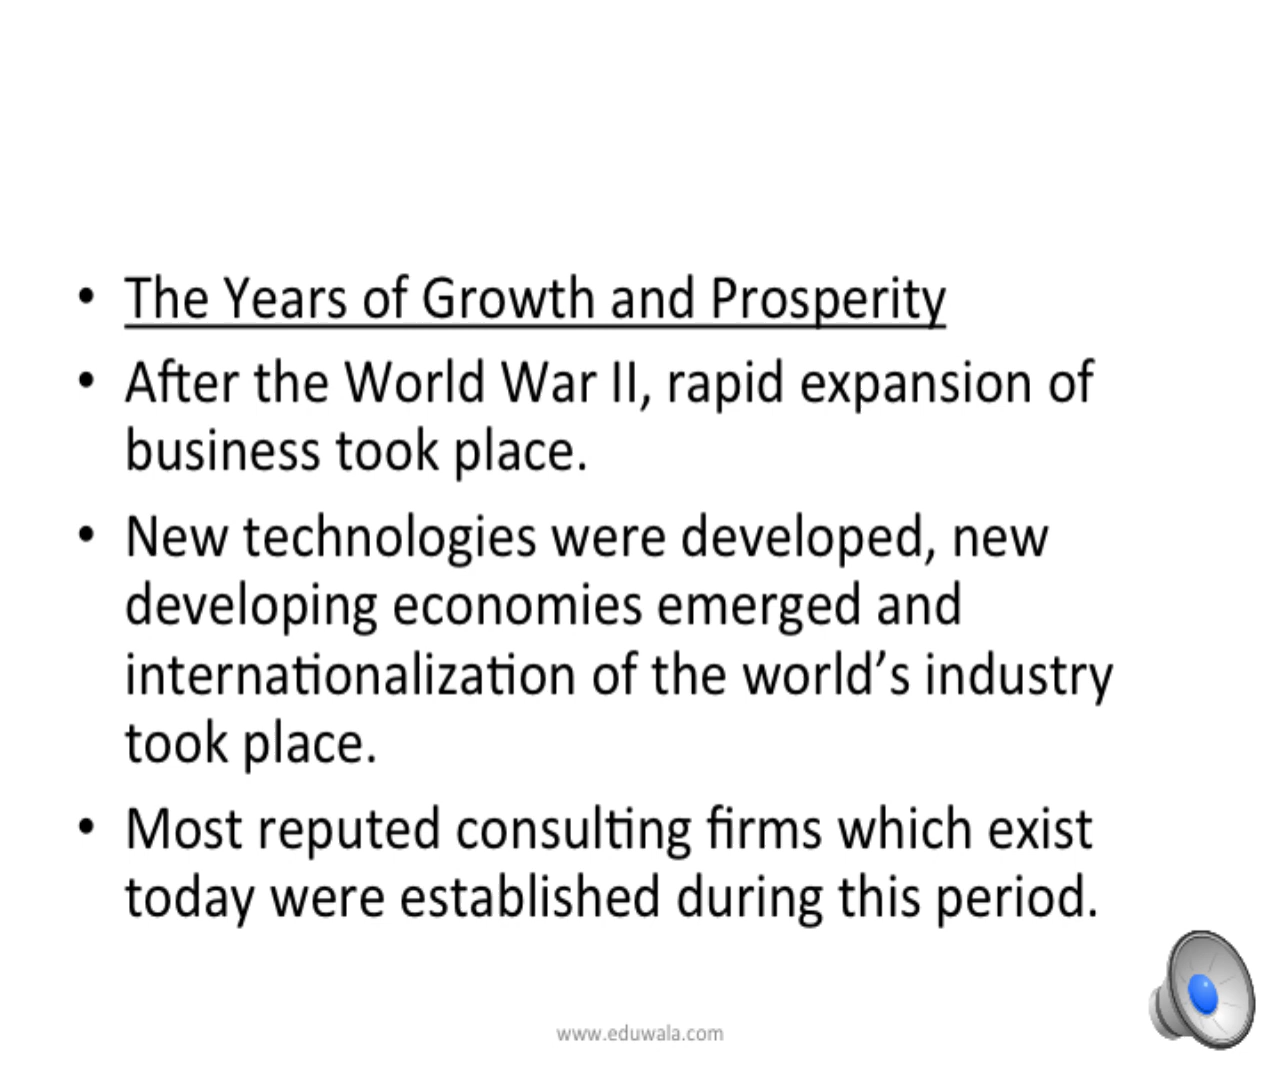 • The Years of Growth and Prosperity
• After the World War II, rapid expansion of
business took place.
• New technologies were developed, new
developing economies emerged and
internationalization of the world’s industry
took place.
• Most reputed consulting firms which exist
today were established during this period.
www.eduwala.com